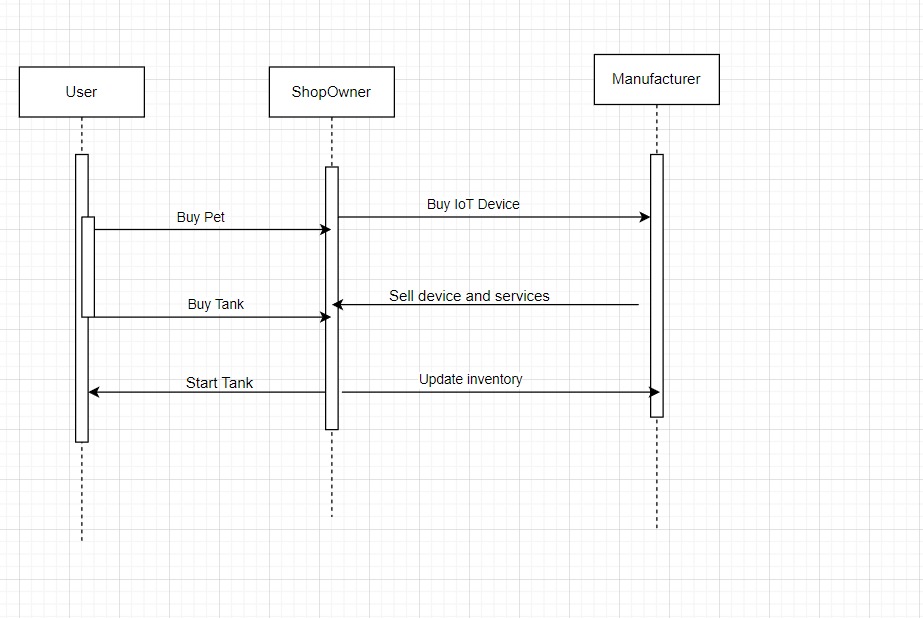 User
ShopOwner
Manufacturer
Buy Pet
Buy IoT Device
Buy Tank
Sell device and services
Start Tank
Update inventory